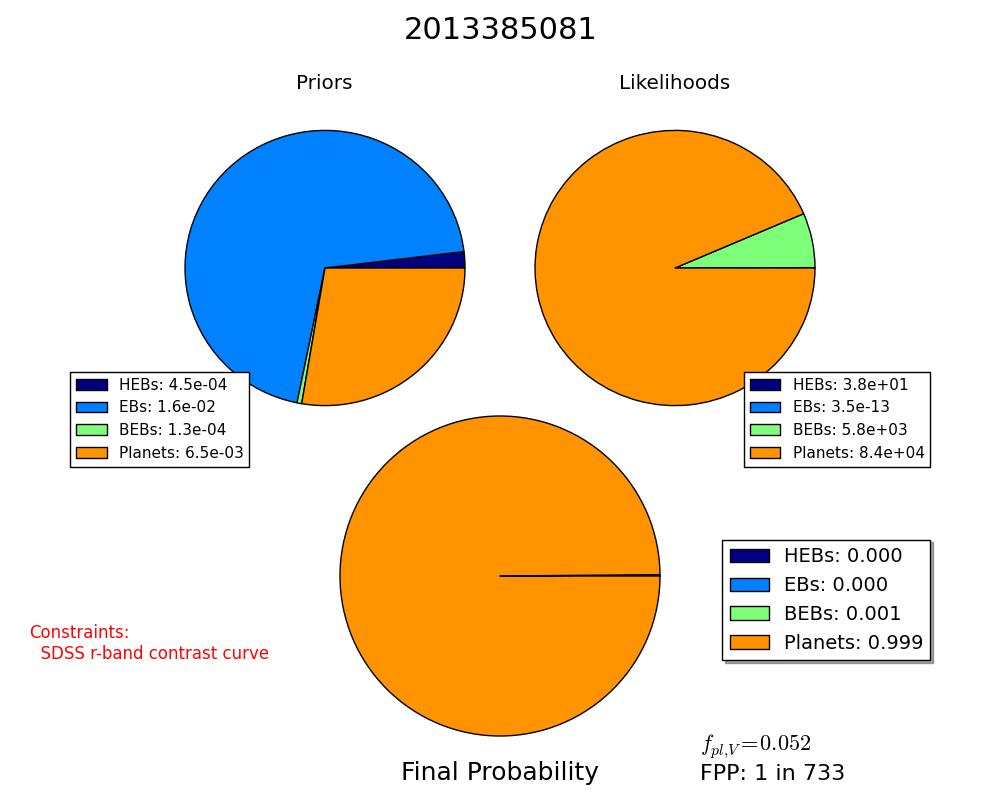 2013385081
Priors
Likelihoods
HEBs: 4.5e-04
EBs: 1.6e-02
BEBs: 1.3e-04
Planets: 6.5e-03
HEBs: 3.8e+01
EBs: 3.5e-13
BEBs: 5.8e+03
Planets: 8.4e+04
HEBs: 0.000
EBs: 0.000
BEBs: 0.001
Planets: 0.999
Constraints:
SDSS r-band contrast curve
f_{pl,V}=0.052
Final Probability
FPP: 1 in 733